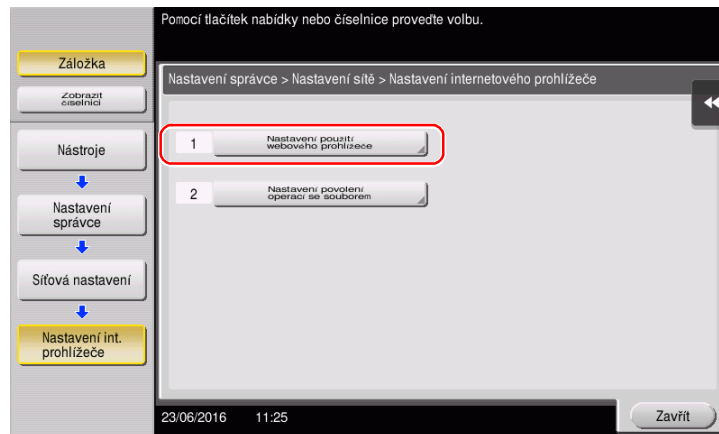 Pomocí tlačítek nabídky nebo číselnice proveďte volbu.
Záložka
Zobrazit
číselnici
Nastavení správce > Nastavení sítě > Nastavení internetového prohlížeče
Nástroje
1
Nastavení použití
webového prohlížeče
Nastavení
správce
2
Nastavení povolení
operací se souborem
Síťová nastavení
Nastavení int.
prohlížeče
23/06/2016 11:25
Zavřít